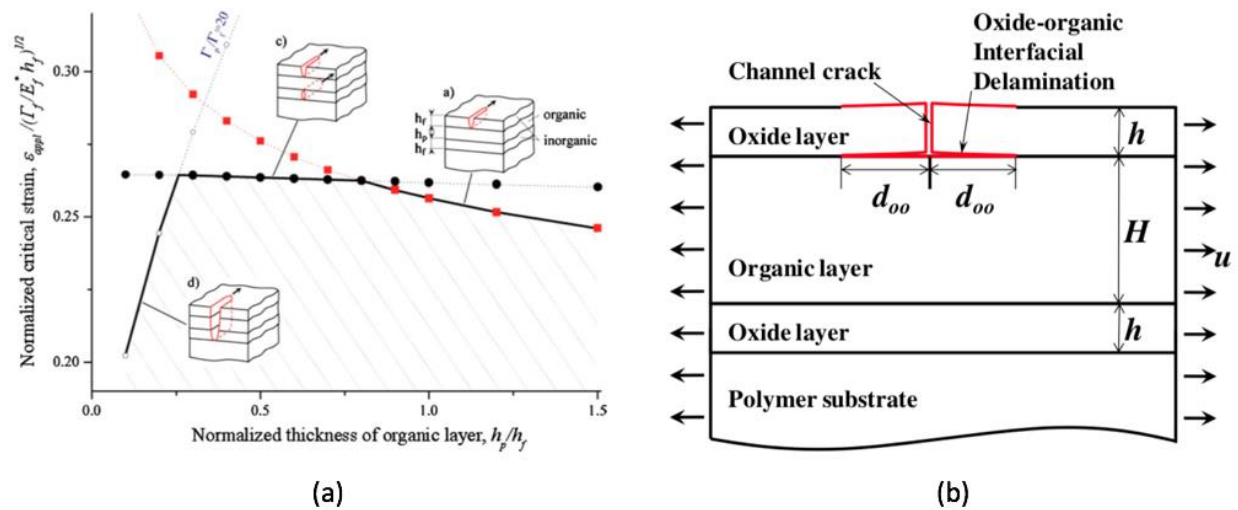 Γp/Γf=20
c)
0.30
a)
hf
hp
hf
organic
inorganic
0.25
d)
0.20
0.0
0.5
1.0
1.5
Normalized critical strain, εappl/(Γf/E*f hf)1/2
Normalized thickness of organic layer, hp/hf
(a)
Oxide-organic
Interfacial
Delamination
Channel crack
Oxide layer
h
doo
doo
H
u
Organic layer
Oxide layer
h
Polymer substrate
(b)